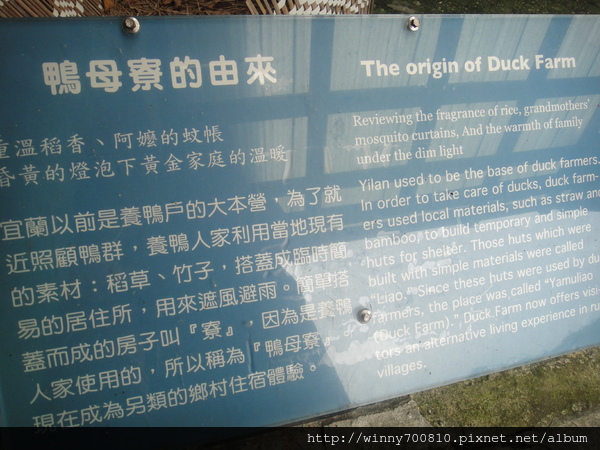 鴨母寮的由來
重溫稻香、阿嬤的蚊帳
昏黃的燈泡下黃金家庭的溫暖
宜蘭以前是養鴨戶的大本營，為了就
近照顧鴨群，養鴨人家利用當地現有
的素材：稻草、竹子，搭蓋成臨時簡
易的居住所，用來遮風避雨。簡單搭
蓋而成的房子叫『寮』，因為是養鴨
人家使用的，所以稱為『鴨母寮』
現在成為另類的鄉村住宿體驗。
The origin of Duck Farm
Reviewing the fragrance of rice, grandmothers'
mosquito curtains, And the warmth of family
under the dim light
Yilan used to be the base of duck farmers.
In order to take care of ducks, duck farm-
ers used local materials, such as straw and
bamboo, to build temporary and simple
huts for shelter. Those huts which were
built with simple materials were called
"Liao." Since these huts were used by du
farmers, the place was called "Yamuliao
(Duck Farm)." Duck Farm now offers visi-
tors an alternative living experience in ru
villages.
http://winny700810.pixnet.net/album